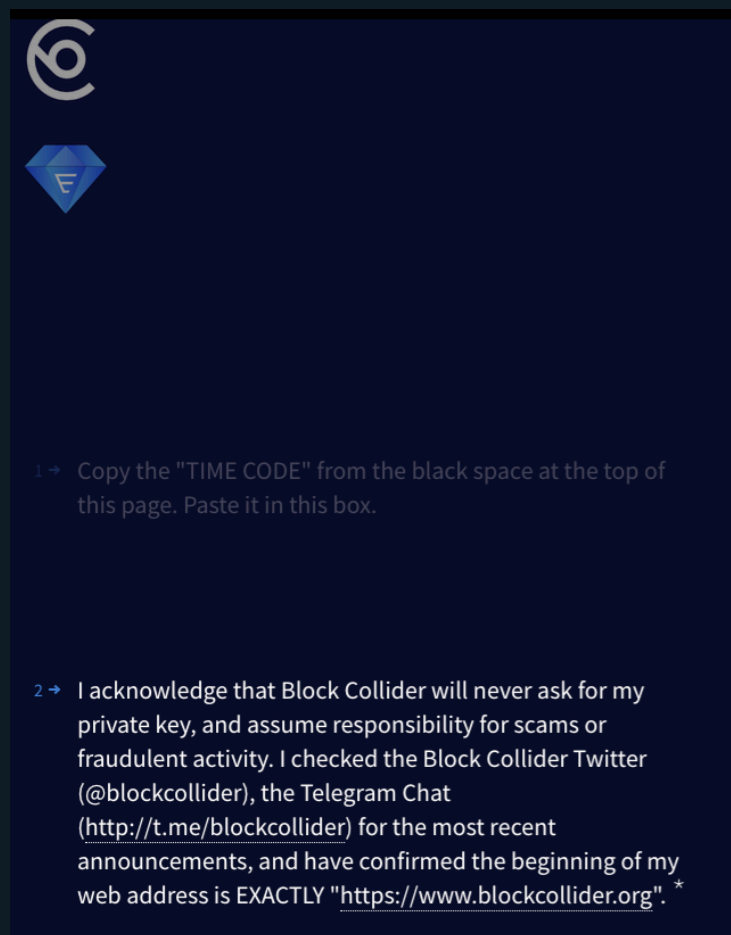 E
1→ Copy the "TIME CODE" from the black space at the top of
this page. Paste it in this box.
2→ I acknowledge that Block Collider will never ask for my
private key, and assume responsibility for scams or
fraudulent activity. I checked the Block Collider Twitter
(@blockcollider), the Telegram Chat
(http://t.me/blockcollider) for the most recent
announcements, and have confirmed the beginning of my
web address is EXACTLY "https://www.blockcollider.org". *